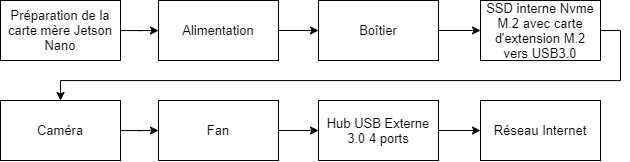 Préparation de la
carte mère Jetson
Nano
Alimentation
Boîtier
SSD interne Nvme
M.2 avec carte
d'extension M.2
vers USB3.0
Caméra
Fan
Hub USB Externe
3.0 4 ports
Réseau Internet